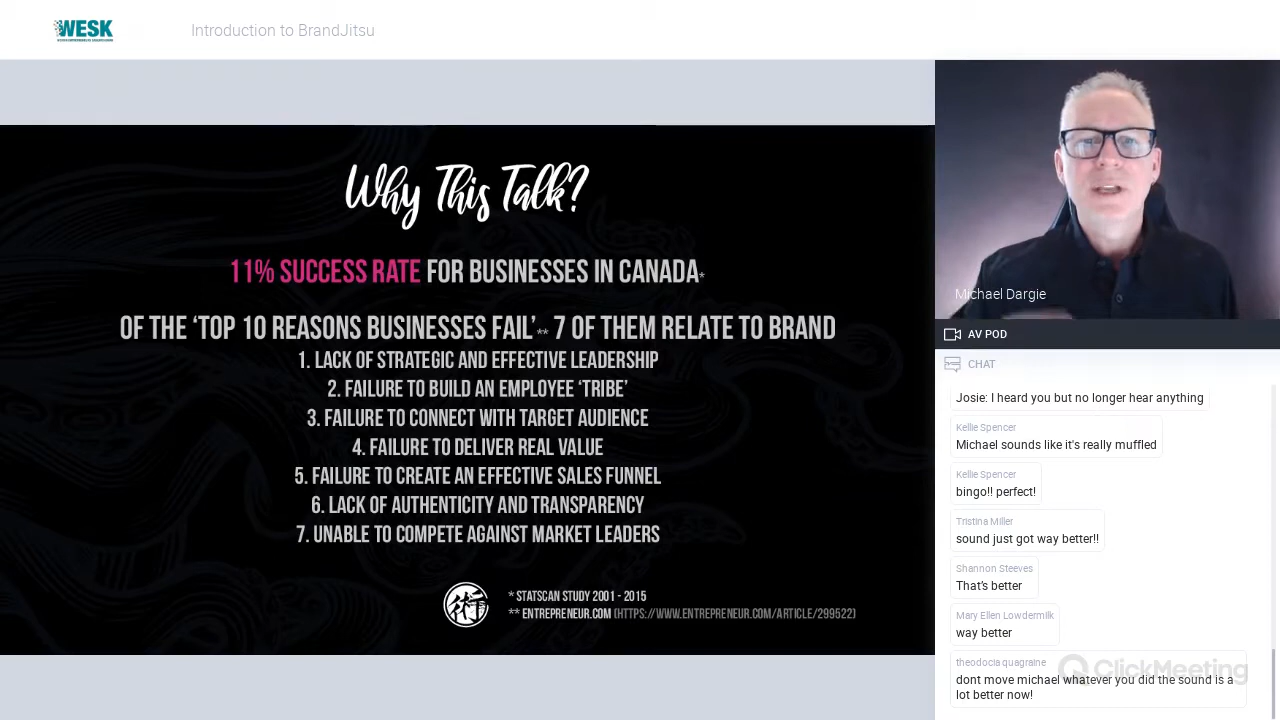 WESK
Introduction to BrandJitsu
Why This Talk?
11% SUCCESS RATE FOR BUSINESSES IN CANADA*
OF THE ‘TOP 10 REASONS BUSINESSES FAIL’** 7 OF THEM RELATE TO BRAND
1. LACK OF STRATEGIC AND EFFECTIVE LEADERSHIP
2. FAILURE TO BUILD AN EMPLOYEE ‘TRIBE’
3. FAILURE TO CONNECT WITH TARGET AUDIENCE
4. FAILURE TO DELIVER REAL VALUE
5. FAILURE TO CREATE AN EFFECTIVE SALES FUNNEL
6. LACK OF AUTHENTICITY AND TRANSPARENCY
7. UNABLE TO COMPETE AGAINST MARKET LEADERS
術
* STATSCAN STUDY 2001 - 2015
** ENTREPRENEUR.COM (HTTPS://WWW.ENTREPRENEUR.COM/ARTICLE/299522)
Michael Dargie
AV POD
CHAT
Josie: I heard you but no longer hear anything
Kellie Spencer
Michael sounds like it's really muffled
Kellie Spencer
bingo!! perfect!
Tristina Miller
sound just got way better!!
Shannon Steeves
That’s better
Mary Ellen Lowdermilk
way better
theodocia quagraine
dont move michael whatever you did the sound is a
lot better now!
ClickMeeting